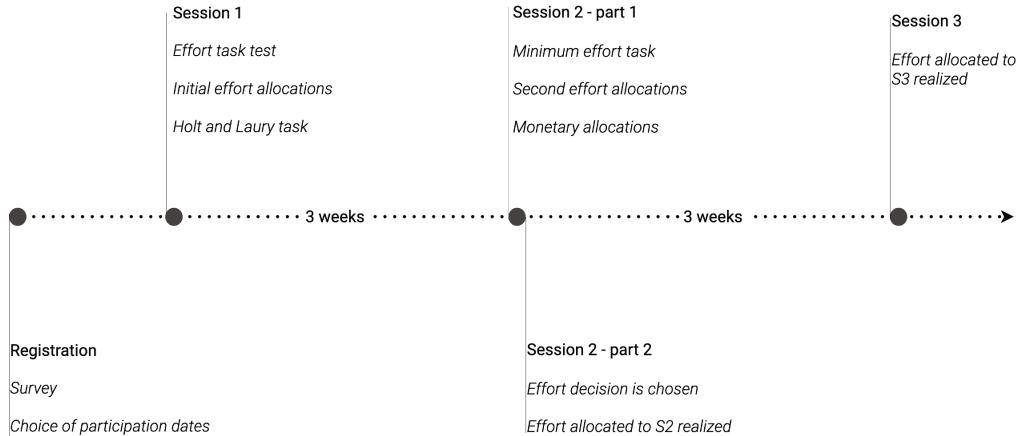 Session 1
Effort task test
Initial effort allocations
Holt and Laury task
Session 2 - part 1
Minimum effort task
Second effort allocations
Monetary allocations
Session 3
Effort allocated to
S3 realized
3 weeks
3 weeks
Registration
Survey
Choice of participation dates
Session 2 - part 2
Effort decision is chosen
Effort allocated to S2 realized